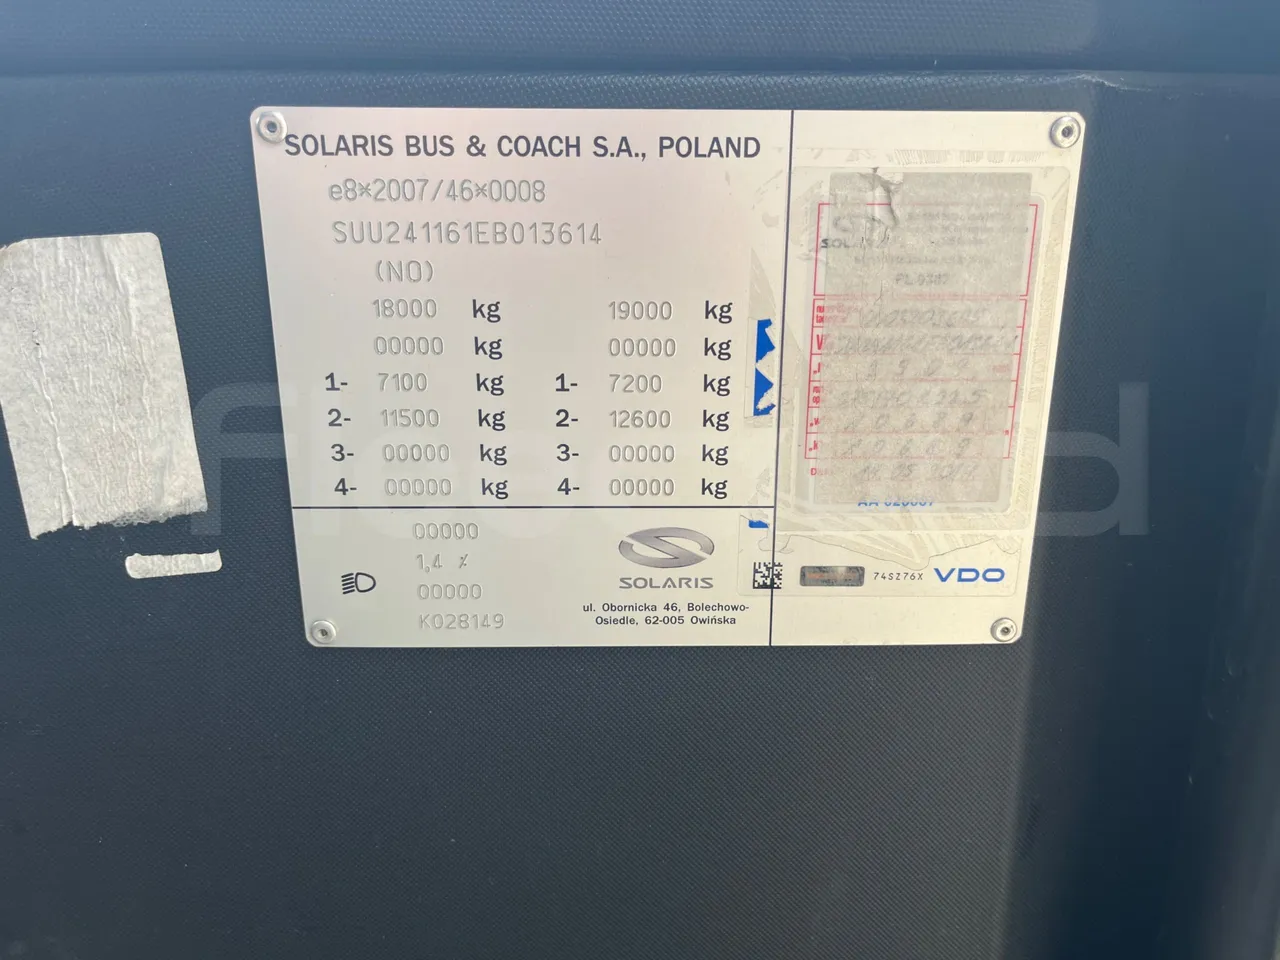 SOLARIS BUS & COACH S.A., POLAND
e8*2007/46*0008
SUU241161EB013614
(NO)
18000 kg 19000 kg
00000 kg 00000 kg
1- 7100 kg 1- 7200 kg
2- 11500 kg 2- 12600 kg
3- 00000 kg 3- 00000 kg
4- 00000 kg 4- 00000 kg
00000
1,4 %
00000
K028149
SOLARIS
ul. Obornicka 46, Bolechowo-
Osiedle, 62-005 Owińska
PL 0387
74SZ76X VDO